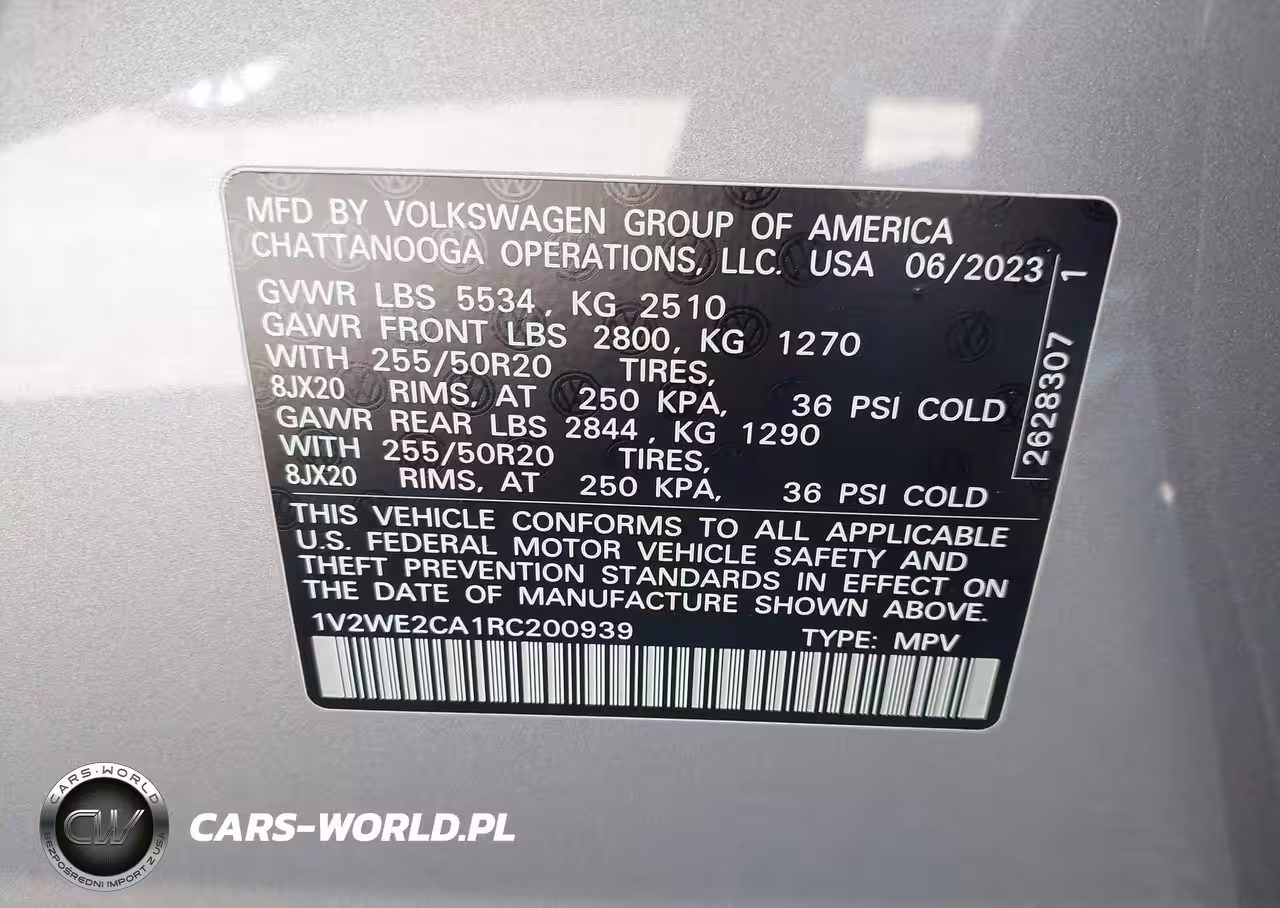 MFD BY VOLKSWAGEN GROUP OF AMERICA
CHATTANOOGA OPERATIONS, LLC. USA 06/2023
GVWR LBS 5534, KG 2510
GAWR FRONT LBS 2800, KG 1270
WITH 255/50R20 TIRES,
8JX20 RIMS, AT 250 KPA, 36 PSI COLD
GAWR REAR LBS 2844, KG 1290
WITH 255/50R20 TIRES,
8JX20 RIMS, AT 250 KPA, 36 PSI COLD
2628307 1
THIS VEHICLE CONFORMS TO ALL APPLICABLE
U.S. FEDERAL MOTOR VEHICLE SAFETY AND
THEFT PREVENTION STANDARDS IN EFFECT ON
THE DATE OF MANUFACTURE SHOWN ABOVE.
1V2WE2CA1RC200939 TYPE: MPV
CARS-WORLD
CW
BEZPOŚREDNI IMPORT Z USA
CARS-WORLD.PL